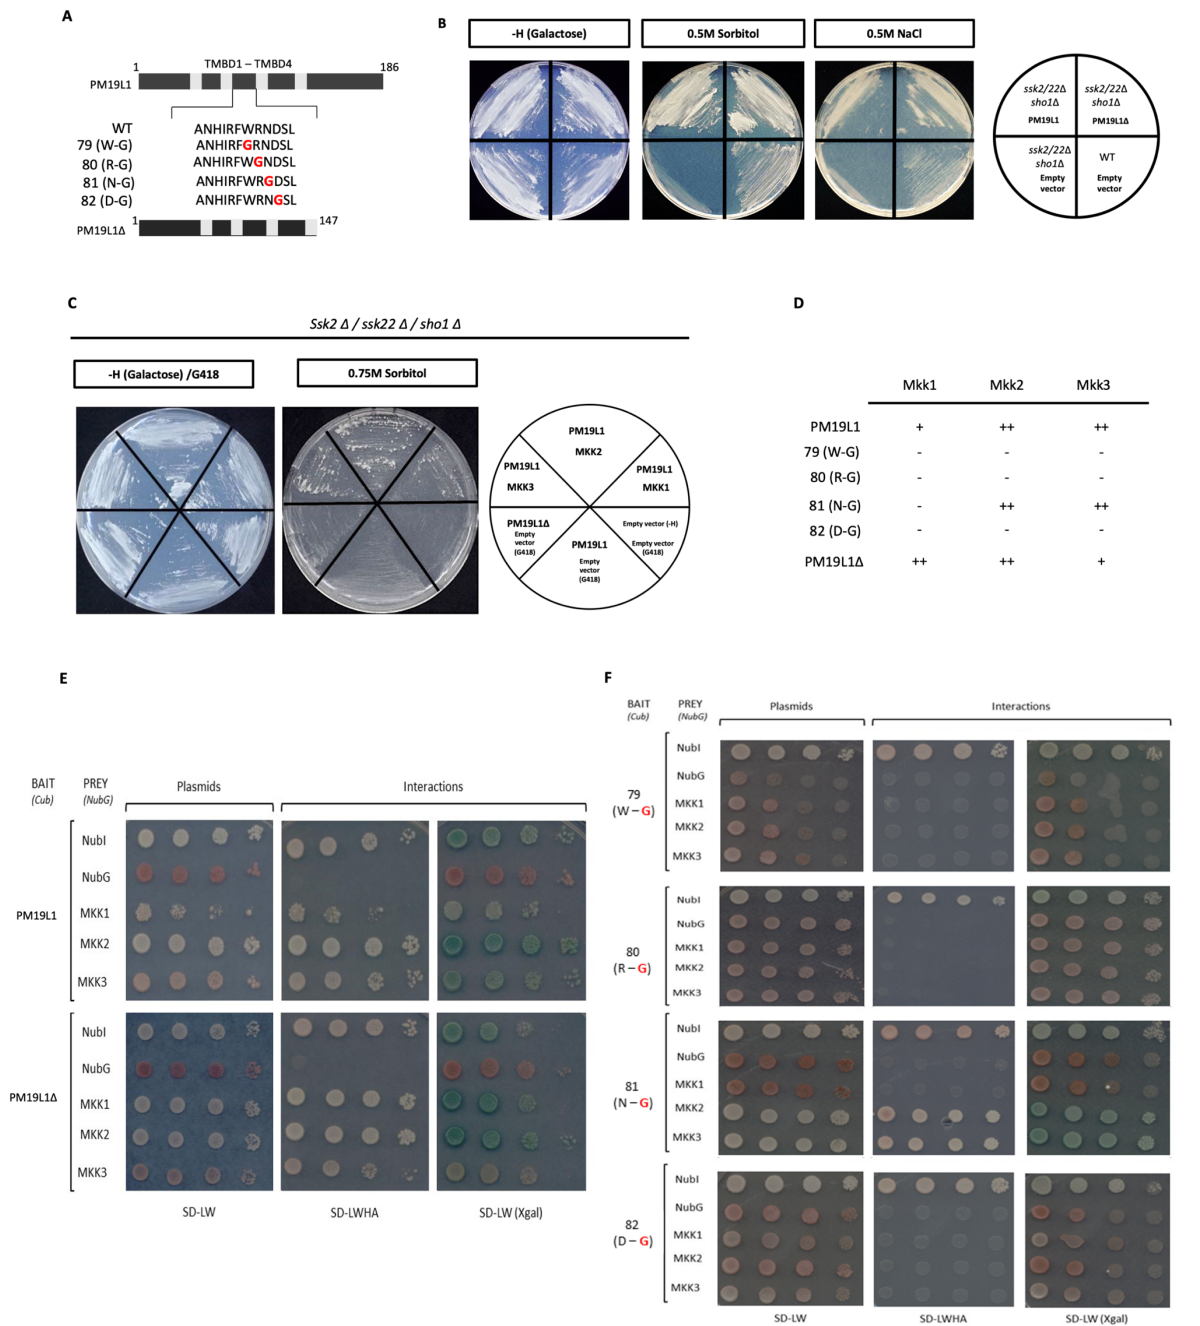 A
1 TMBD1 – TMBD4 186
PM19L1
WT ANHIRFWRNDSL
79 (W-G) ANHIRFGRNDSL
80 (R-G) ANHIRFWGNDSL
81 (N-G) ANHIRFWRGDSL
82 (D-G) ANHIRFWRNGSL
1 147
PM19L1Δ
B
-H (Galactose) 0.5M Sorbitol 0.5M NaCl
ssk2/22Δ ssk2/22Δ
sho1Δ sho1Δ
PM19L1 PM19L1Δ
ssk2/22Δ
sho1Δ WT
Empty Empty
vector vector
C
Ssk2 Δ / ssk22 Δ / sho1 Δ
-H (Galactose) /G418 0.75M Sorbitol
PM19L1
MKK2
PM19L1 PM19L1
MKK3 MKK1
PM19L1Δ
Empty
vector
(G418)
Empty vector (-H)
Empty vector
(G418)
PM19L1
Empty
vector
(G418)
D
Mkk1 Mkk2 Mkk3
PM19L1 + ++ ++
79 (W-G) - - -
80 (R-G) - - -
81 (N-G) - ++ ++
82 (D-G) - - -
PM19L1Δ ++ ++ +
E
BAIT PREY Plasmids Interactions
(Cub) (NubG)
NubI
NubG
PM19L1 MKK1
MKK2
MKK3
NubI
NubG
PM19L1Δ MKK1
MKK2
MKK3
SD-LW SD-LWHA SD-LW (Xgal)
F
BAIT PREY Plasmids Interactions
(Cub) (NubG)
NubI
NubG
79
(W – G)
MKK1
MKK2
MKK3
NubI
NubG
MKK1
80
(R – G)
MKK2
MKK3
NubI
NubG
81
(N – G)
MKK1
MKK2
MKK3
NubI
NubG
82
(D – G)
MKK1
MKK2
MKK3
SD-LW SD-LWHA SD-LW (Xgal)